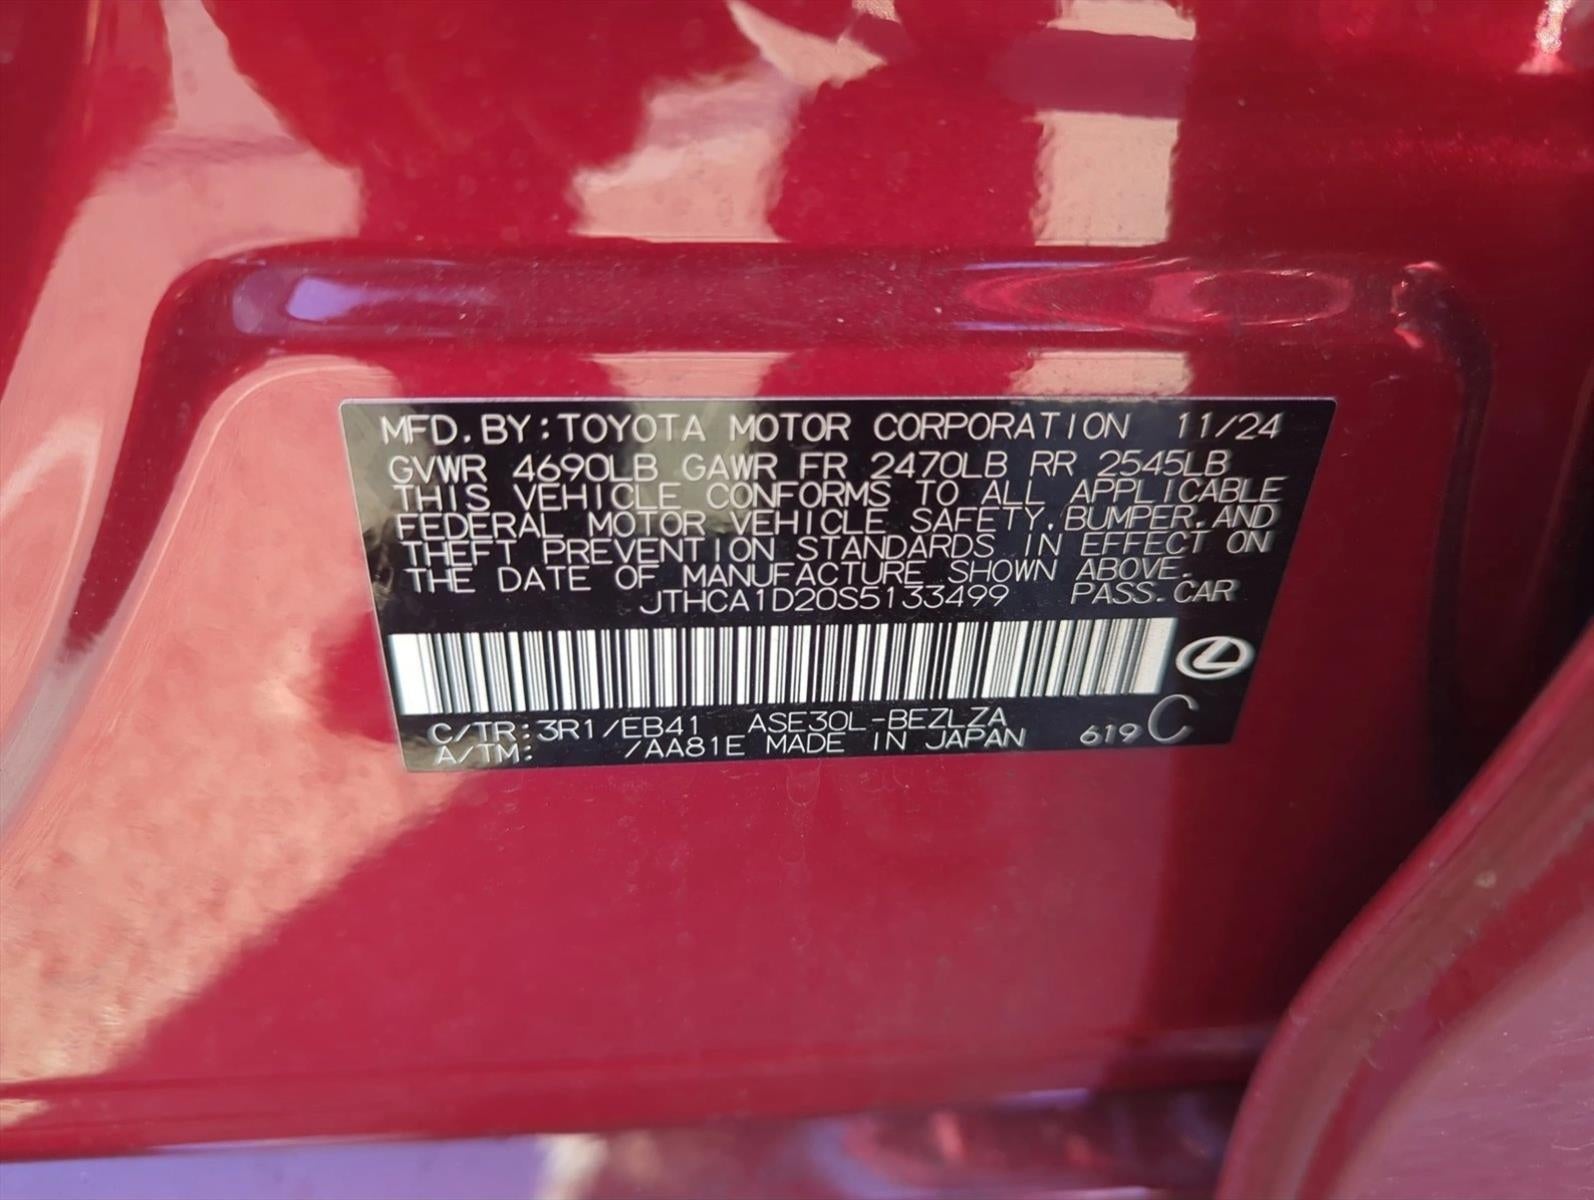 MFD. BY: TOYOTA MOTOR CORPORATION 11/24
GVWR 4690LB GAWR FR 2470LB RR 2545LB
THIS VEHICLE CONFORMS TO ALL APPLICABLE
FEDERAL MOTOR VEHICLE SAFETY, BUMPER, AND
THEFT PREVENTION STANDARDS IN EFFECT ON
THE DATE OF MANUFACTURE SHOWN ABOVE.
JTHCA1D20S5133499 PASS. CAR
C/TR: 3R1/EB41 ASE30L-BEZLZA
A/TM: /AA81E MADE IN JAPAN 619 C